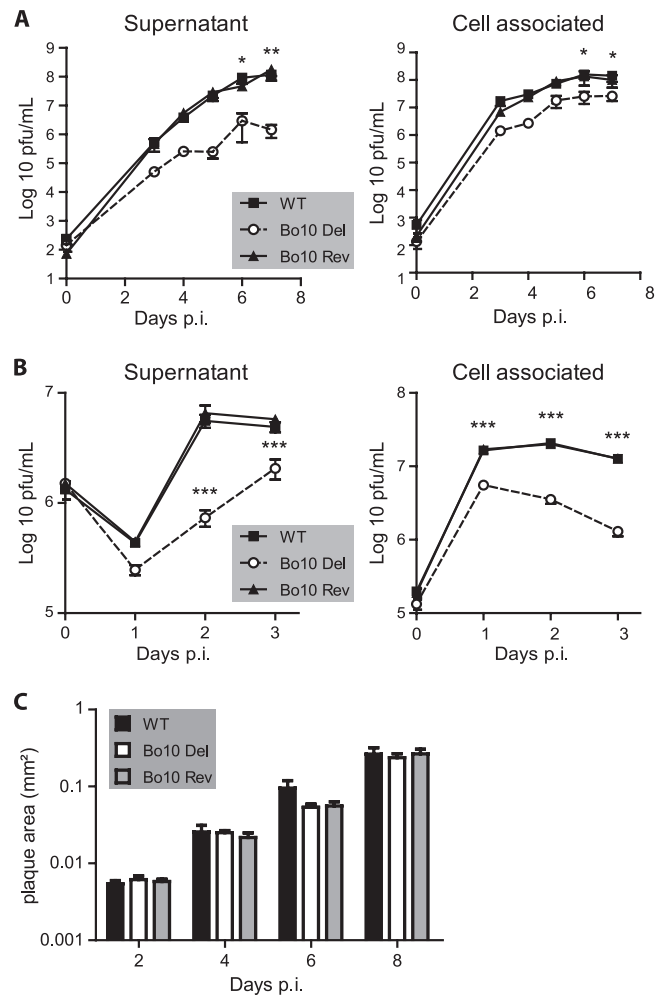 A
Supernatant
Cell associated
Log 10 pfu/mL
9
8
7
6
5
4
3
2
1
*
**
WT
Bo10 Del
Bo10 Rev
0 2 4 6 8
Days p.i.
Log 10 pfu/mL
9
8
7
6
5
4
3
2
1
*
*
0 2 4 6 8
Days p.i.
B
Supernatant
Cell associated
Log 10 pfu/mL
7
6
5
***
***
WT
Bo10 Del
Bo10 Rev
0 1 2 3
Days p.i.
Log 10 pfu/mL
8
7
6
5
***
***
***
0 1 2 3
Days p.i.
C
plaque area (mm²)
1
0.1
0.01
0.001
WT
Bo10 Del
Bo10 Rev
2 4 6 8
Days p.i.